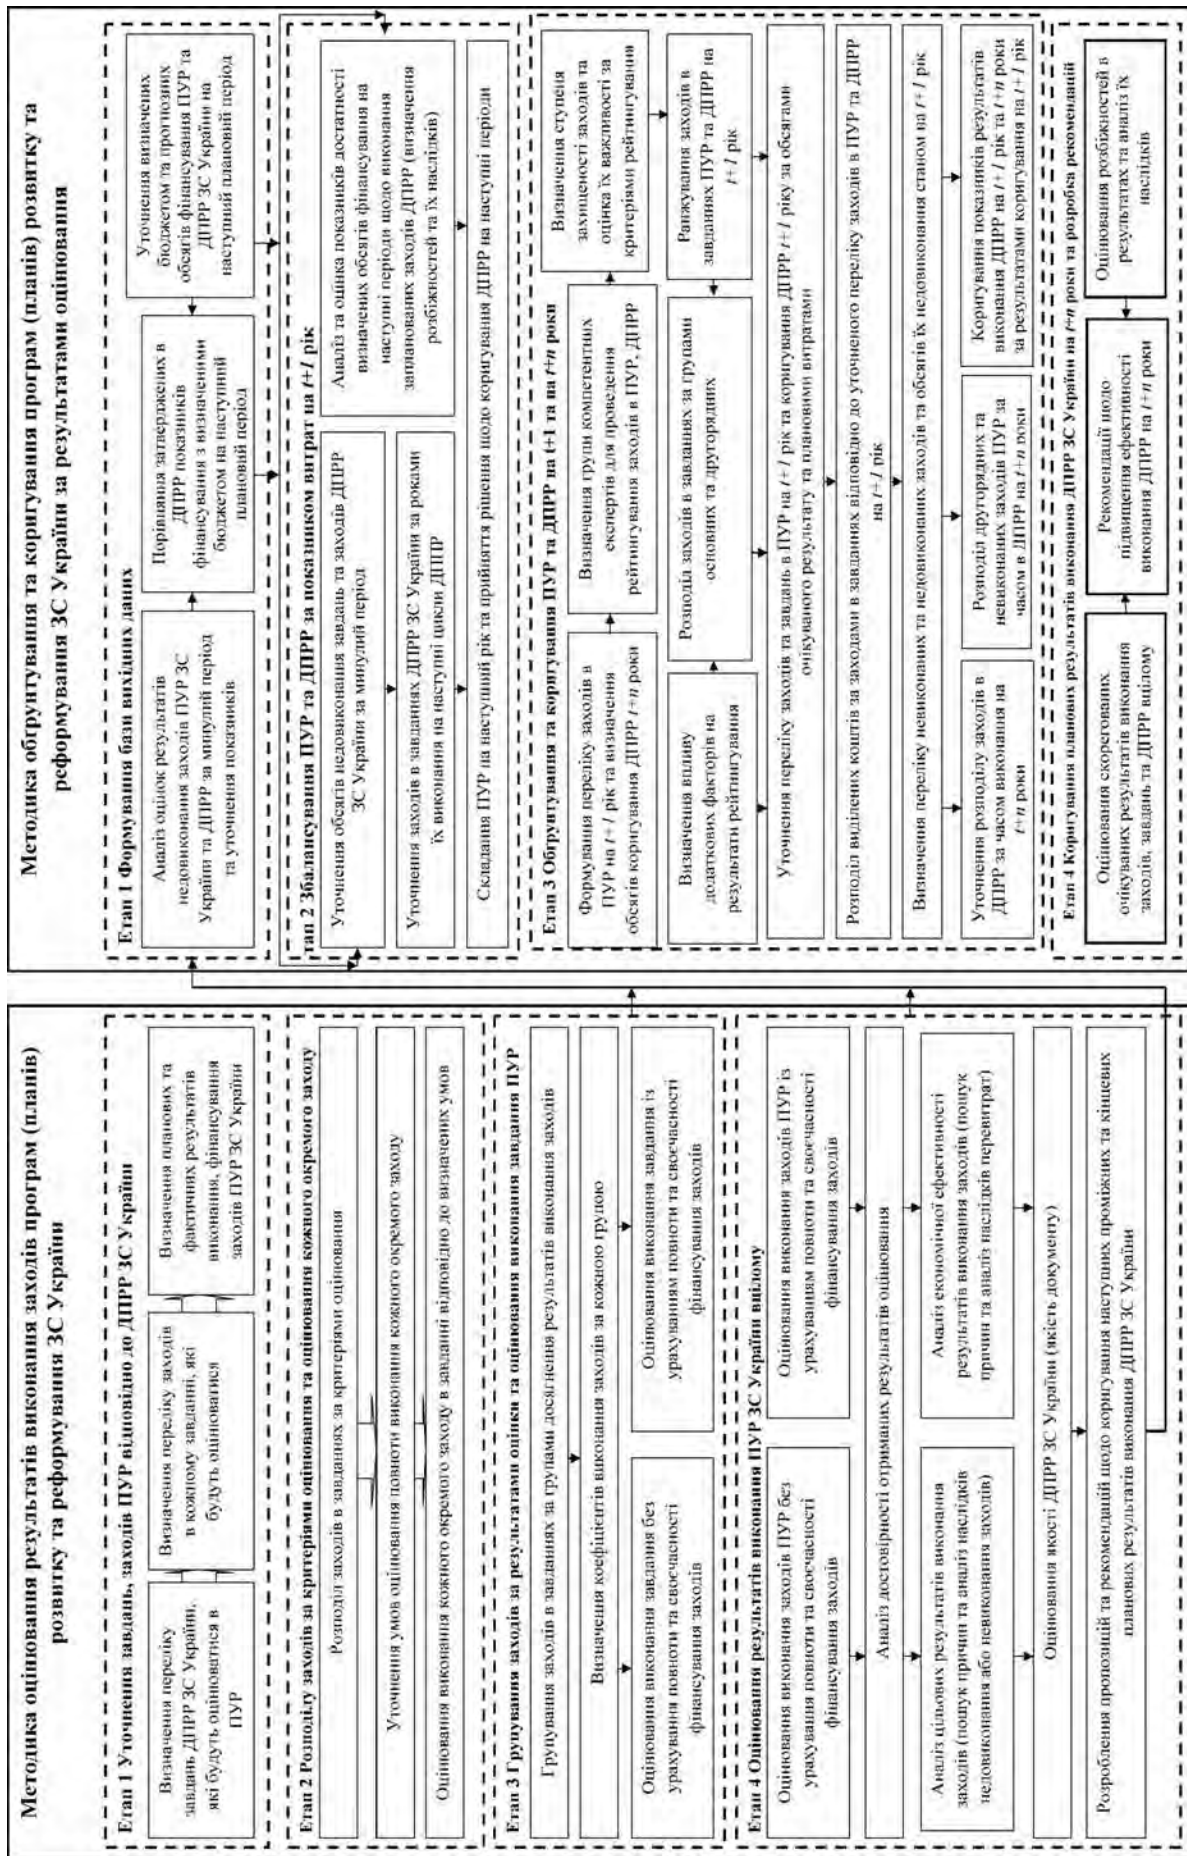 Методика оцінювання результатів виконання заходів програм (планів)
розвитку та реформування ЗС України
Етап 1 Уточнення завдань, заходів ПУР відповідно до ДПРР ЗС України
Визначення переліку
завдань ДПРР ЗС України,
які будуть оцінюватися в
ПУР
Визначення переліку заходів
в кожному завданні, які
будуть оцінюватися
Визначення планових та
фактичних результатів
виконання, фінансування
заходів ПУР ЗС України
Етап 2 Розподілу заходів за критеріями оцінювання та оцінювання кожного окремого заходу
Розподіл заходів в завданнях за критеріями оцінювання
Уточнення умов оцінювання повноти виконання кожного окремого заходу
Оцінювання виконання кожного окремого заходу в завданні відповідно до визначених умов
Етап 3 Групування заходів за результатами оцінки та оцінювання виконання завдання ПУР
Групування заходів в завданнях за групами досягнення результатів виконання заходів
Визначення коефіцієнтів виконання заходів за кожною групою
Оцінювання виконання завдання без
урахування повноти та своєчасності
фінансування заходів
Оцінювання виконання завдання із
урахуванням повноти та своєчасності
фінансування заходів
Етап 4 Оцінювання результатів виконання ПУР ЗС України вцілому
Оцінювання виконання заходів ПУР без
урахування повноти та своєчасності
фінансування заходів
Оцінювання виконання заходів ПУР із
урахуванням повноти та своєчасності
фінансування заходів
Аналіз достовірності отриманих результатів оцінювання
Аналіз цільових результатів виконання
заходів (пошук причин та аналіз наслідків
недовиконання або невиконання заходів)
Аналіз економічної ефективності
результатів виконання заходів (пошук
причин та аналіз наслідків перевитрат)
Оцінювання якості ДПРР ЗС України (якість документу)
Розроблення пропозицій та рекомендацій щодо коригування наступних проміжних та кінцевих
планових результатів виконання ДПРР ЗС України
Методика обґрунтування та коригування програм (планів) розвитку та
реформування ЗС України за результатами оцінювання
Етап 1 Формування бази вихідних даних
Аналіз оцінок результатів
недовиконання заходів ПУР ЗС
України та ДПРР за минулий період
та уточнення показників
Порівняння затверджених в
ДПРР показників
фінансування з визначеними
бюджетом на наступний
плановий період
Уточнення визначених
бюджетом та прогнозних
обсягів фінансування ПУР та
ДПРР ЗС України на
наступний плановий період
тап 2 Збалансування ПУР та ДПРР за показником витрат на t+1 рік
Уточнення обсягів недовиконання завдань та заходів ДПРР
ЗС України за минулий період
Уточнення заходів в завданнях ДПРР ЗС України за роками
їх виконання на наступні цикли ДПРР
Аналіз та оцінка показників достатності
визначених обсягів фінансування на
наступні періоди щодо виконання
запланованих заходів ДПРР (визначення
розбіжностей та їх наслідків)
Складання ПУР на наступний рік та прийняття рішення щодо коригування ДПРР на наступні періоди
Етап 3 Обґрунтування та коригування ПУР та ДПРР на t+1 та на t+n роки
Формування переліку заходів в
ПУР на t+1 рік та визначення
обсягів коригування ДПРР t+n роки
Визначення групи компетентних
експертів для проведення
рейтингування заходів в ПУР, ДПРР
Визначення ступеня
захищеності заходів та
оцінка їх важливості за
критеріями рейтингування
Визначення впливу
додаткових факторів на
результати рейтингування
Розподіл заходів в завданнях за групами
основних та другорядних
Ранжування заходів в
завданнях ПУР та ДПРР на
t+1 рік
Уточнення переліку заходів та завдань в ПУР на t+1 рік та коригування ДПРР t+1 року за обсягами
очікуваного результату та плановими витратами
Розподіл виділених коштів за заходами в завданнях відповідно до уточненого переліку заходів в ПУР та ДПРР
на t+1 рік
Визначення переліку невиконаних та недовиконаних заходів та обсягів їх недовиконання станом на t+1 рік
Уточнення розподілу заходів в
ДПРР за часом виконання на
t+n роки
Розподіл другорядних та
невиконаних заходів ПУР за
часом в ДПРР на t+n роки
Коригування показників результатів
виконання ДПРР на t+1 рік та t+n роки
за результатами коригування на t+1 рік
Етап 4 Коригування планових результатів виконання ДПРР ЗС України на t+n роки та розробка рекомендацій
Оцінювання скорегованих
очікуваних результатів виконання
заходів, завдань та ДПРР вцілому
Рекомендації щодо
підвищення ефективності
виконання ДПРР на t+n роки
Оцінювання розбіжностей в
результатах та аналіз їх
наслідків